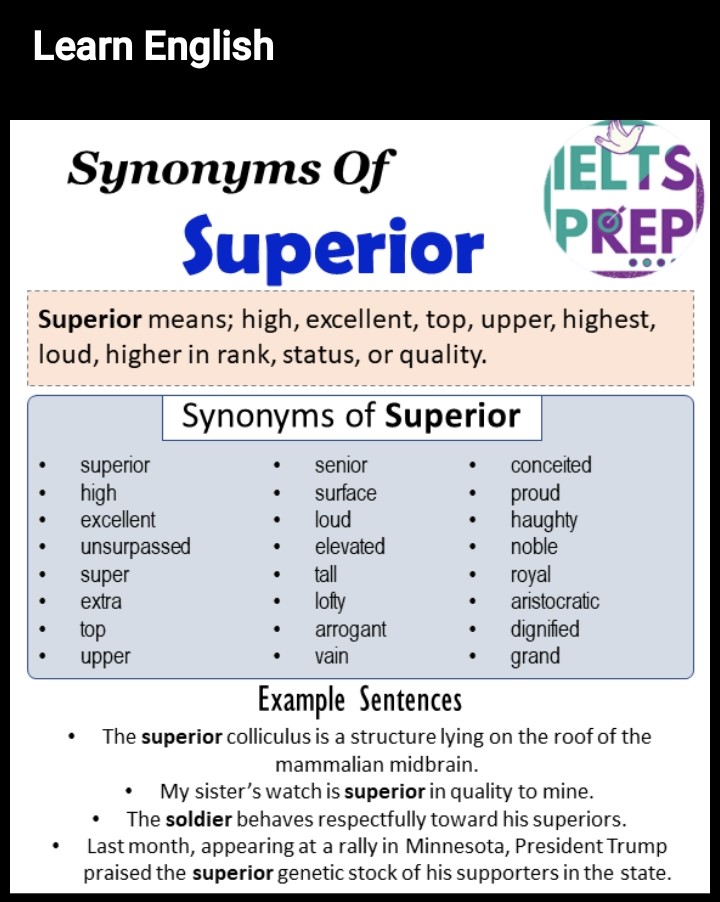 Learn English
Synonyms Of
Superior
IELTS
PREP
Superior means; high, excellent, top, upper, highest,
loud, higher in rank, status, or quality.
Synonyms of Superior
• superior
• high
• excellent
• unsurpassed
• super
• extra
• top
• upper
• senior
• surface
• loud
• elevated
• tall
• lofty
• arrogant
• vain
• conceited
• proud
• haughty
• noble
• royal
• aristocratic
• dignified
• grand
Example Sentences
• The superior colliculus is a structure lying on the roof of the
mammalian midbrain.
• My sister's watch is superior in quality to mine.
• The soldier behaves respectfully toward his superiors.
• Last month, appearing at a rally in Minnesota, President Trump
praised the superior genetic stock of his supporters in the state.